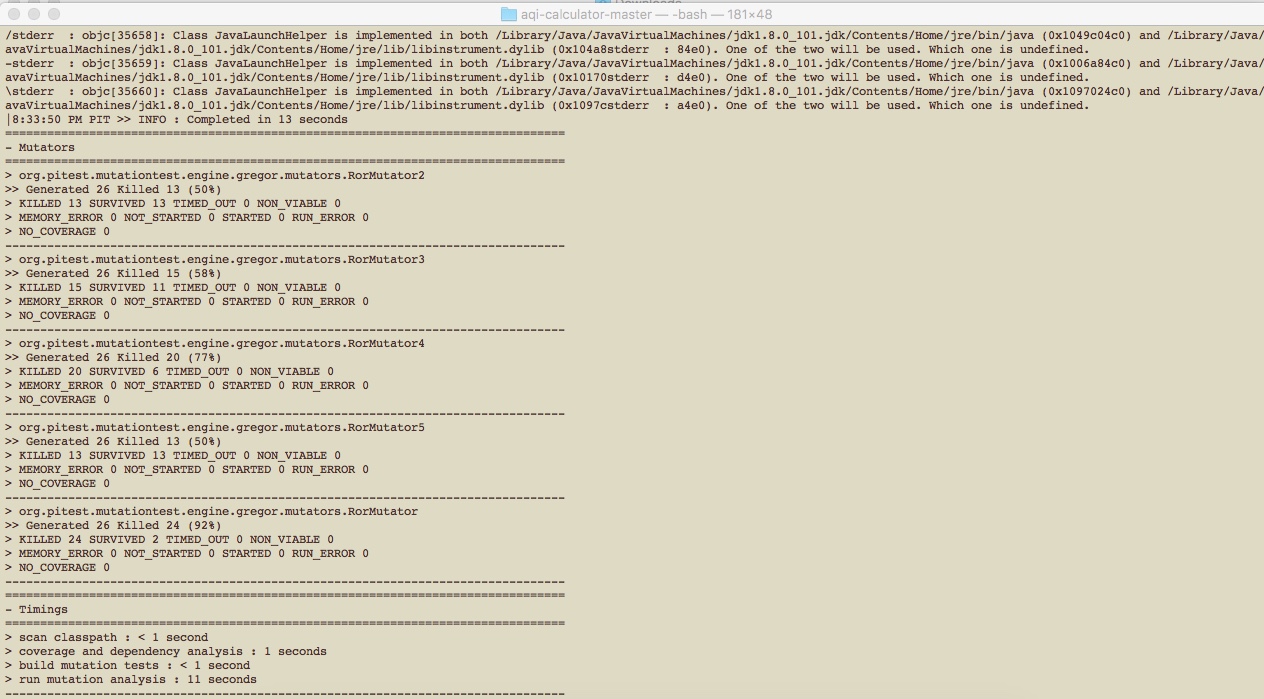 Downloads
aqi-calculator-master — -bash — 181×48
/stderr  : objc[35658]: Class JavaLaunchHelper is implemented in both /Library/Java/JavaVirtualMachines/jdk1.8.0_101.jdk/Contents/Home/jre/bin/java (0x1049c04c0) and /Library/Java/
avaVirtualMachines/jdk1.8.0_101.jdk/Contents/Home/jre/lib/libinstrument.dylib (0x104a8stderr  : 84e0). One of the two will be used. Which one is undefined.
-stderr  : objc[35659]: Class JavaLaunchHelper is implemented in both /Library/Java/JavaVirtualMachines/jdk1.8.0_101.jdk/Contents/Home/jre/bin/java (0x1006a84c0) and /Library/Java/
avaVirtualMachines/jdk1.8.0_101.jdk/Contents/Home/jre/lib/libinstrument.dylib (0x10170stderr  : d4e0). One of the two will be used. Which one is undefined.
\stderr  : objc[35660]: Class JavaLaunchHelper is implemented in both /Library/Java/JavaVirtualMachines/jdk1.8.0_101.jdk/Contents/Home/jre/bin/java (0x1097024c0) and /Library/Java/
avaVirtualMachines/jdk1.8.0_101.jdk/Contents/Home/jre/lib/libinstrument.dylib (0x1097cstderr  : a4e0). One of the two will be used. Which one is undefined.
|8:33:50 PM PIT >> INFO : Completed in 13 seconds
================================================================================
- Mutators
================================================================================
> org.pitest.mutationtest.engine.gregor.mutators.RorMutator2
>> Generated 26 Killed 13 (50%)
> KILLED 13 SURVIVED 13 TIMED_OUT 0 NON_VIABLE 0
> MEMORY_ERROR 0 NOT_STARTED 0 STARTED 0 RUN_ERROR 0
> NO_COVERAGE 0
--------------------------------------------------------------------------------
> org.pitest.mutationtest.engine.gregor.mutators.RorMutator3
>> Generated 26 Killed 15 (58%)
> KILLED 15 SURVIVED 11 TIMED_OUT 0 NON_VIABLE 0
> MEMORY_ERROR 0 NOT_STARTED 0 STARTED 0 RUN_ERROR 0
> NO_COVERAGE 0
--------------------------------------------------------------------------------
> org.pitest.mutationtest.engine.gregor.mutators.RorMutator4
>> Generated 26 Killed 20 (77%)
> KILLED 20 SURVIVED 6 TIMED_OUT 0 NON_VIABLE 0
> MEMORY_ERROR 0 NOT_STARTED 0 STARTED 0 RUN_ERROR 0
> NO_COVERAGE 0
--------------------------------------------------------------------------------
> org.pitest.mutationtest.engine.gregor.mutators.RorMutator5
>> Generated 26 Killed 13 (50%)
> KILLED 13 SURVIVED 13 TIMED_OUT 0 NON_VIABLE 0
> MEMORY_ERROR 0 NOT_STARTED 0 STARTED 0 RUN_ERROR 0
> NO_COVERAGE 0
--------------------------------------------------------------------------------
> org.pitest.mutationtest.engine.gregor.mutators.RorMutator
>> Generated 26 Killed 24 (92%)
> KILLED 24 SURVIVED 2 TIMED_OUT 0 NON_VIABLE 0
> MEMORY_ERROR 0 NOT_STARTED 0 STARTED 0 RUN_ERROR 0
> NO_COVERAGE 0
--------------------------------------------------------------------------------
================================================================================
- Timings
================================================================================
> scan classpath : < 1 second
> coverage and dependency analysis : 1 seconds
> build mutation tests : < 1 second
> run mutation analysis : 11 seconds
--------------------------------------------------------------------------------